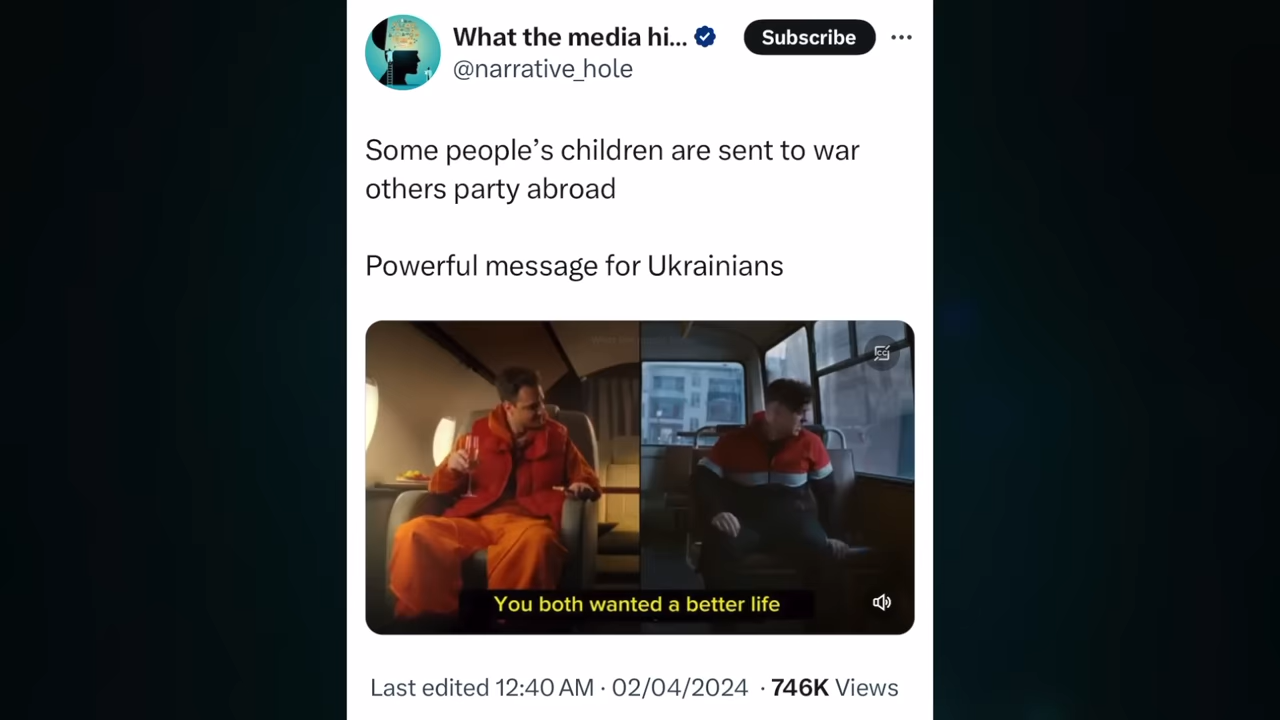 What the media hi...
Subscribe
@narrative_hole
Some people’s children are sent to war
others party abroad
Powerful message for Ukrainians
You both wanted a better life
Last edited 12:40 AM · 02/04/2024 · 746K Views